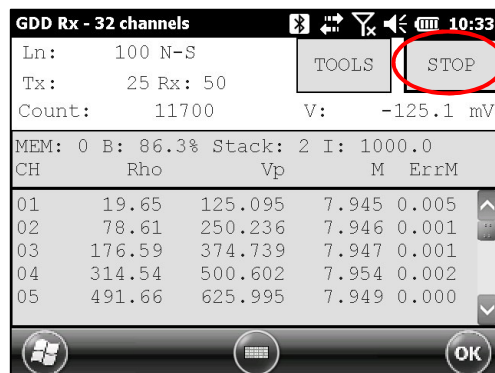 GDD Rx - 32 channels 10:33
Ln: 100 N-S
TOOLS STOP
Tx: 25 Rx: 50
Count: 11700 V: -125.1 mV
MEM: 0 B: 86.3% Stack: 2 I: 1000.0
CH Rho Vp M ErrM
01 19.65 125.095 7.945 0.005
02 78.61 250.236 7.946 0.001
03 176.59 374.739 7.947 0.001
04 314.54 500.602 7.954 0.002
05 491.66 625.995 7.949 0.000
OK